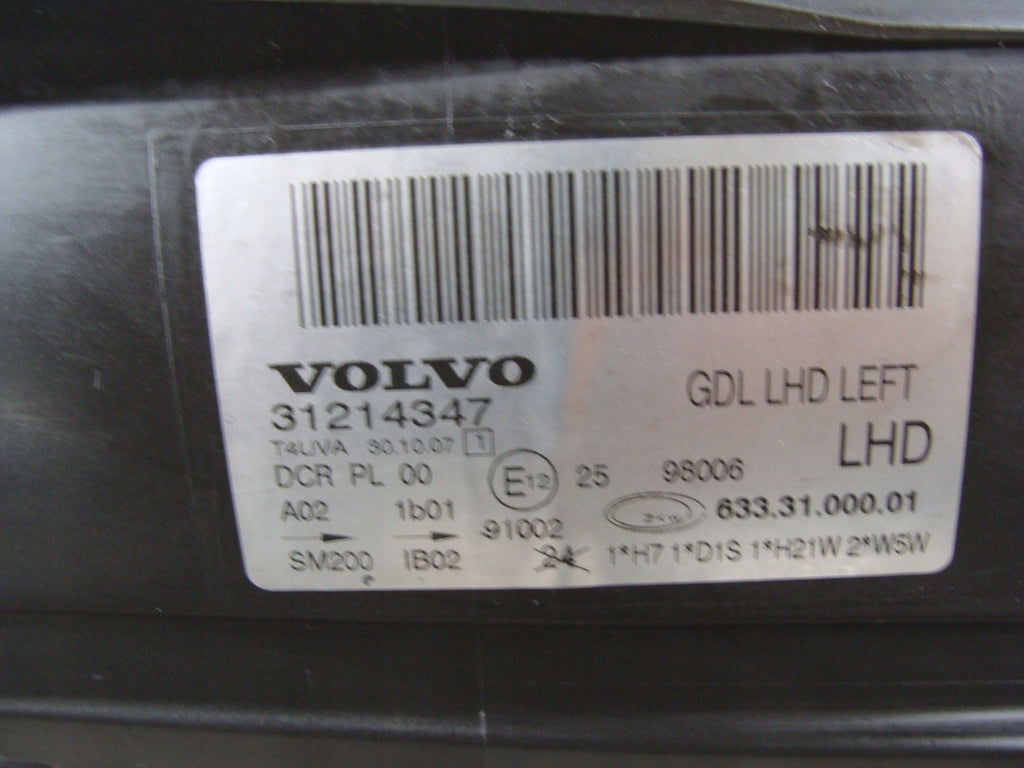 VOLVO
31214347
GDL LHD LEFT
LHD
T4UVA 30.10.07 1
DCR PL 00
E12 25 98006
A02 1b01
91002 ZKW 633.31.000.01
SM200 IB02
24 1*H7 1*D1S 1*H21W 2*W5W